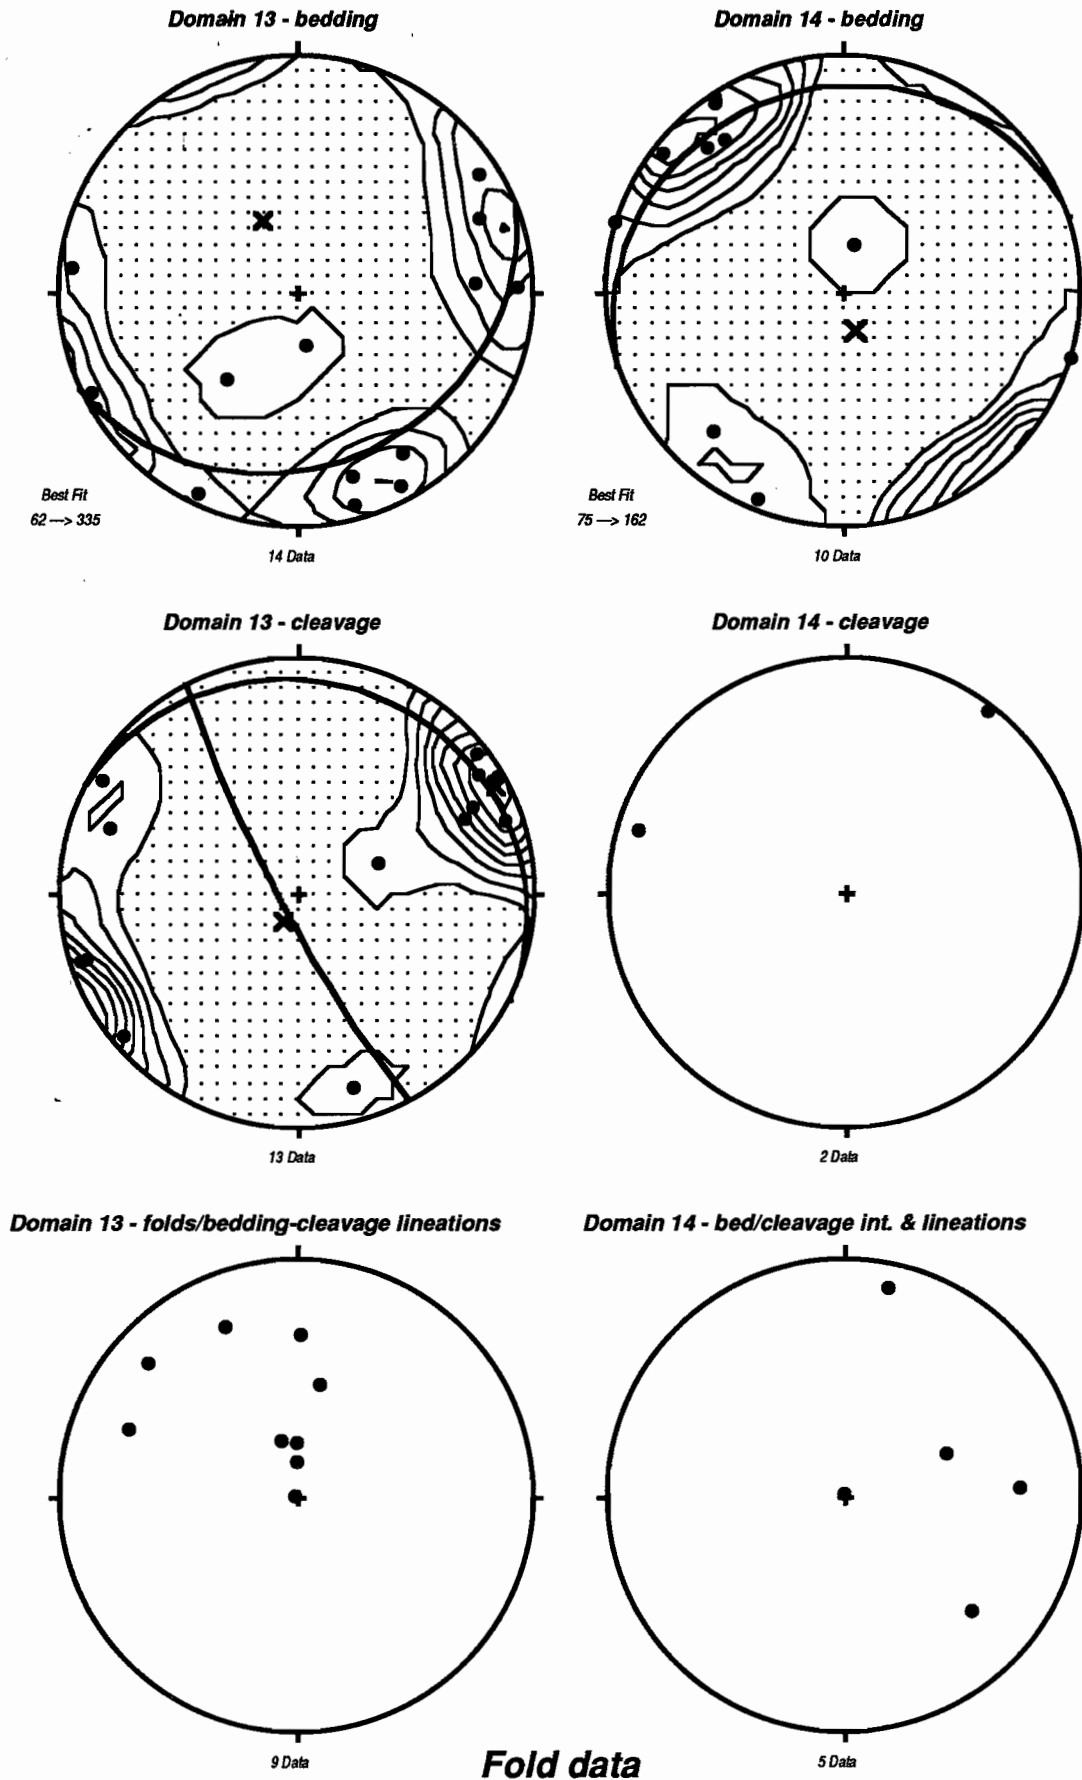 Domain 13 - bedding
Domain 14 - bedding
Best Fit
62 —> 335
14 Data
Best Fit
75 —> 162
10 Data
Domain 13 - cleavage
Domain 14 - cleavage
13 Data
2 Data
Domain 13 - folds/bedding-cleavage lineations
Domain 14 - bed/cleavage int. & lineations
9 Data
5 Data
Fold data